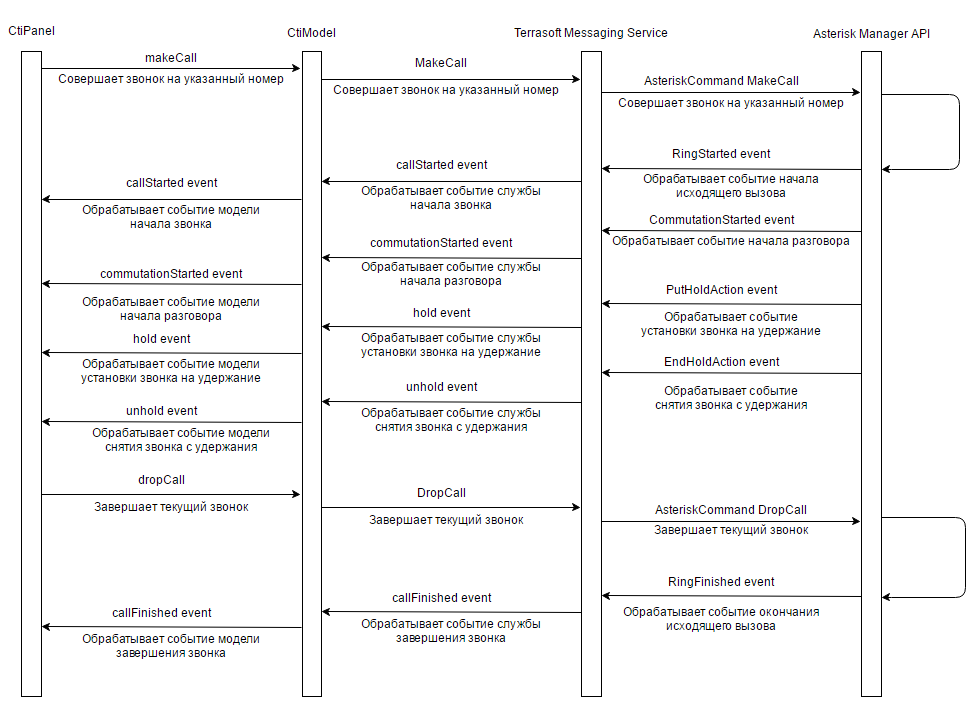 CtiPanel
CtiModel
Terrasoft Messaging Service
Asterisk Manager API
makeCall
Совершает звонок на указанный номер
MakeCall
Совершает звонок на указанный номер
AsteriskCommand MakeCall
Совершает звонок на указанный номер
RingStarted event
Обрабатывает событие начала
исходящего вызова
callStarted event
Обрабатывает событие службы
начала звонка
callStarted event
Обрабатывает событие модели
начала звонка
CommutationStarted event
Обрабатывает событие начала разговора
commutationStarted event
Обрабатывает событие службы
начала разговора
commutationStarted event
Обрабатывает событие модели
начала разговора
PutHoldAction event
Обрабатывает событие
установки звонка на удержание
hold event
Обрабатывает событие службы
установки звонка на удержание
hold event
Обрабатывает событие модели
установки звонка на удержание
EndHoldAction event
Обрабатывает событие
снятия звонка с удержания
unhold event
Обрабатывает событие службы
снятия звонка с удержания
unhold event
Обрабатывает событие модели
снятия звонка с удержания
dropCall
Завершает текущий звонок
DropCall
Завершает текущий звонок
AsteriskCommand DropCall
Завершает текущий звонок
RingFinished event
Обрабатывает событие окончания
исходящего вызова
callFinished event
Обрабатывает событие службы
завершения звонка
callFinished event
Обрабатывает событие модели
завершения звонка